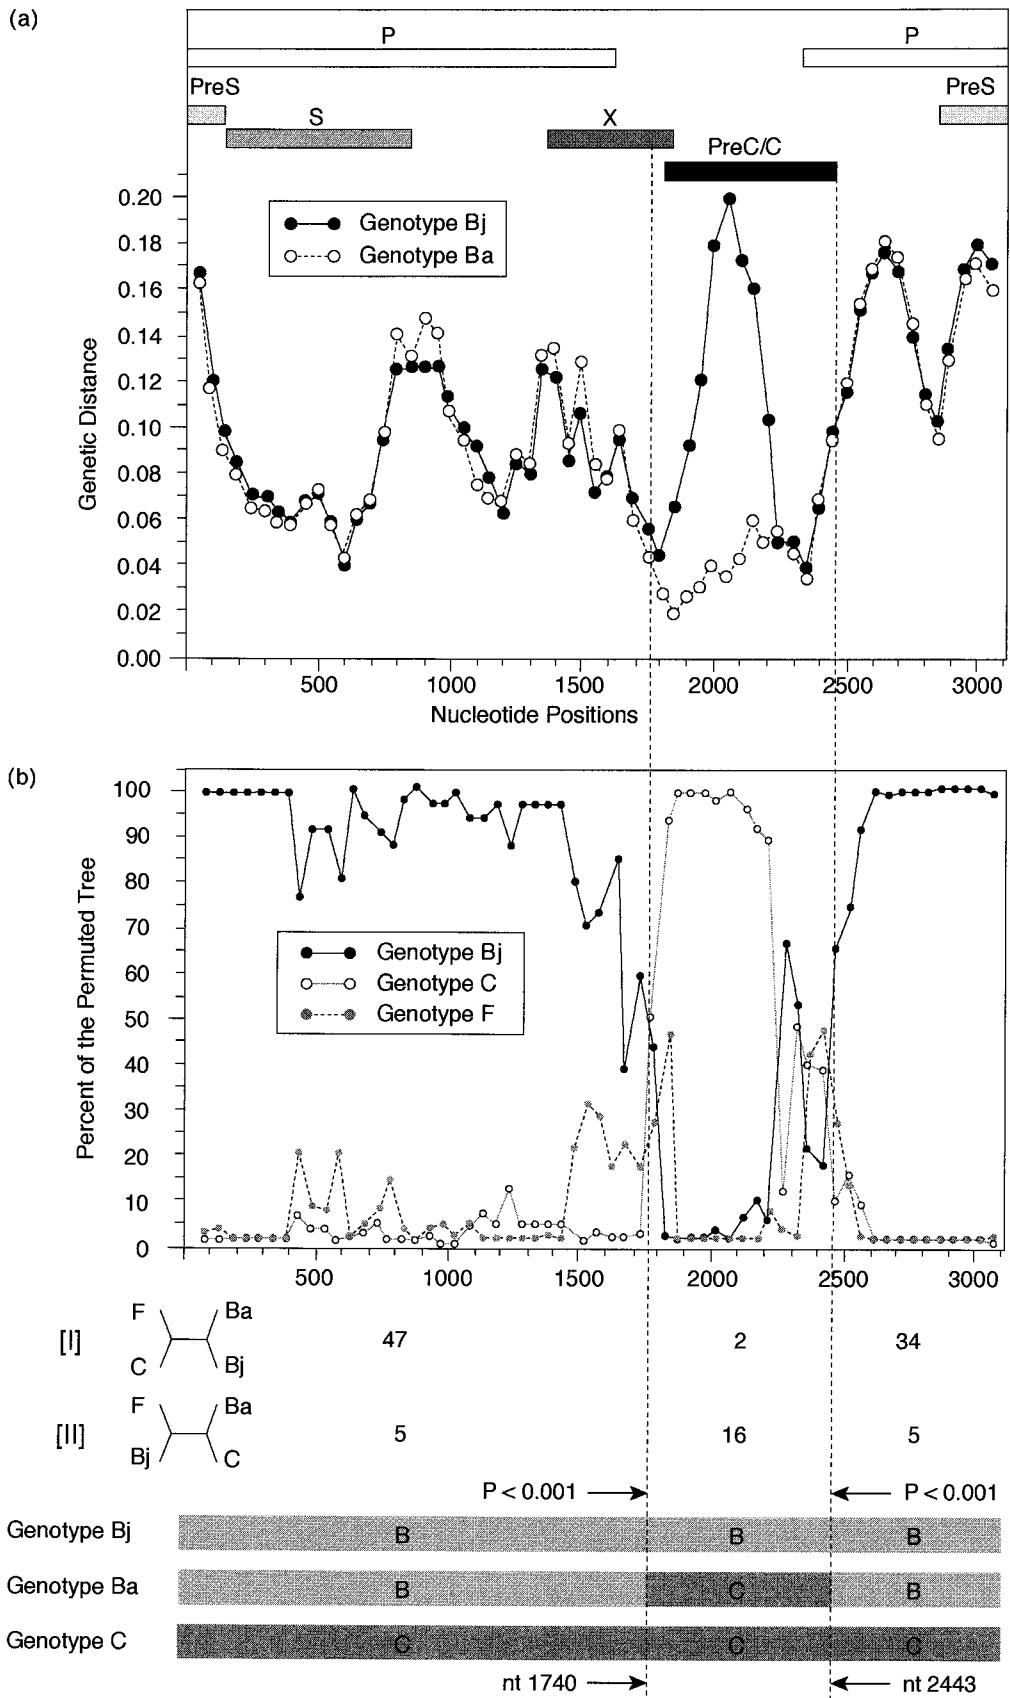 (a)
P P
PreS PreS
S X
PreC/C
0.20
0.18
0.16
0.14
0.12
0.10
0.08
0.06
0.04
0.02
0.00
Genetic Distance
Genotype Bj
Genotype Ba
500 1000 1500 2000 2500 3000
Nucleotide Positions
(b)
100
90
80
70
60
50
40
30
20
10
0
Percent of the Permuted Tree
Genotype Bj
Genotype C
Genotype F
500 1000 1500 2000 2500 3000
F Ba
[I] 47 2 34
C Bj
F Ba
[II] 5 16 5
Bj C
P < 0.001 P < 0.001
Genotype Bj B B B
Genotype Ba B C B
Genotype C C C C
nt 1740 nt 2443